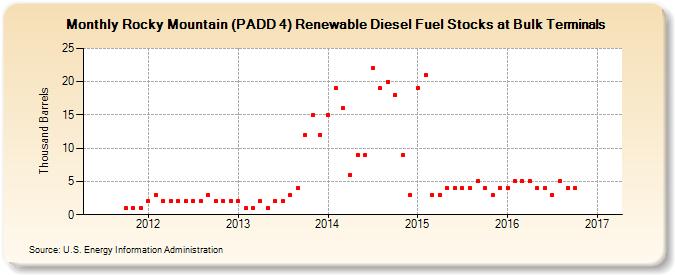 Monthly Rocky Mountain (PADD 4) Renewable Diesel Fuel Stocks at Bulk Terminals
Thousand Barrels
25
20
15
10
5
0
2012 2013 2014 2015 2016 2017
Source: U.S. Energy Information Administration